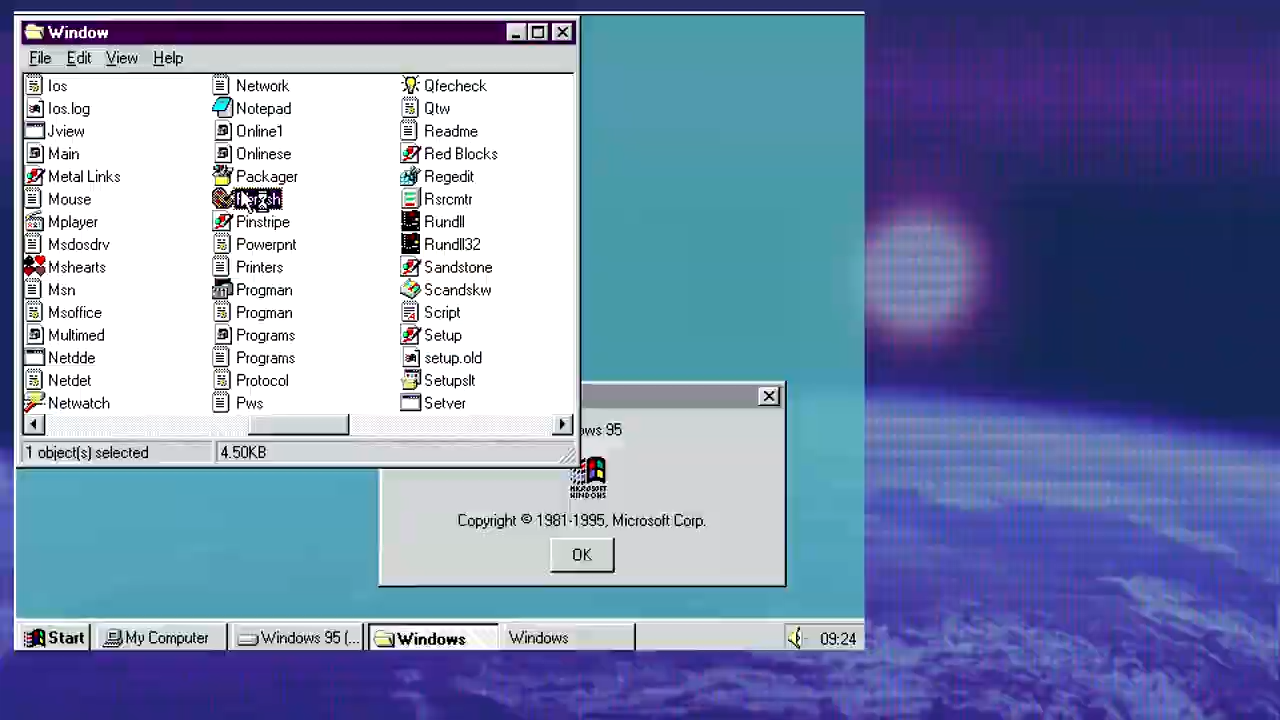 Window
File Edit View Help
Ios Network Qfecheck
Ios.log Notepad Qtw
Jview Online1 Readme
Main Onlinese Red Blocks
Metal Links Packager Regedit
Mouse Rsrcmtr
Mplayer Pinstripe Rundll
Msdosdrv Powerpnt Rundll32
Mshearts Printers Sandstone
Msn Progman Scandskw
Msoffice Progman Script
Multimed Programs Setup
Netdde Programs setup.old
Netdet Protocol Setupslt
Netwatch Pws Setver
1 object(s) selected 4.50KB
ows 95
MICROSOFT
WINDOWS
Copyright © 1981-1995, Microsoft Corp.
OK
Start My Computer Windows 95 (... Windows Windows 09:24